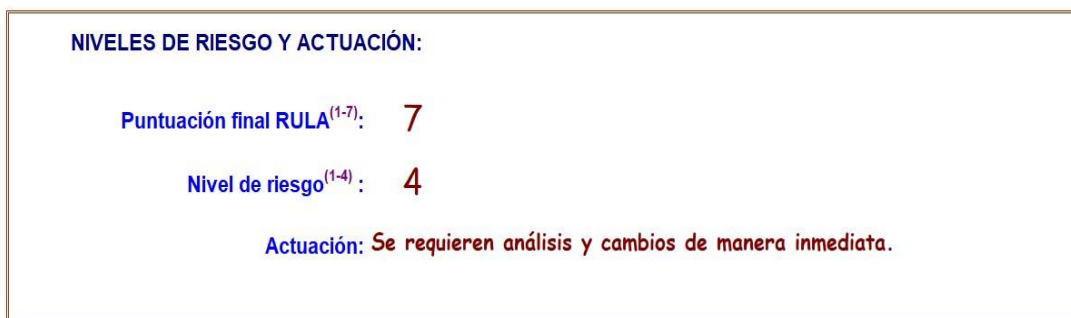 NIVELES DE RIESGO Y ACTUACIÓN:
Puntuación final RULA(1-7): 7
Nivel de riesgo(1-4) : 4
Actuación: Se requieren análisis y cambios de manera inmediata.